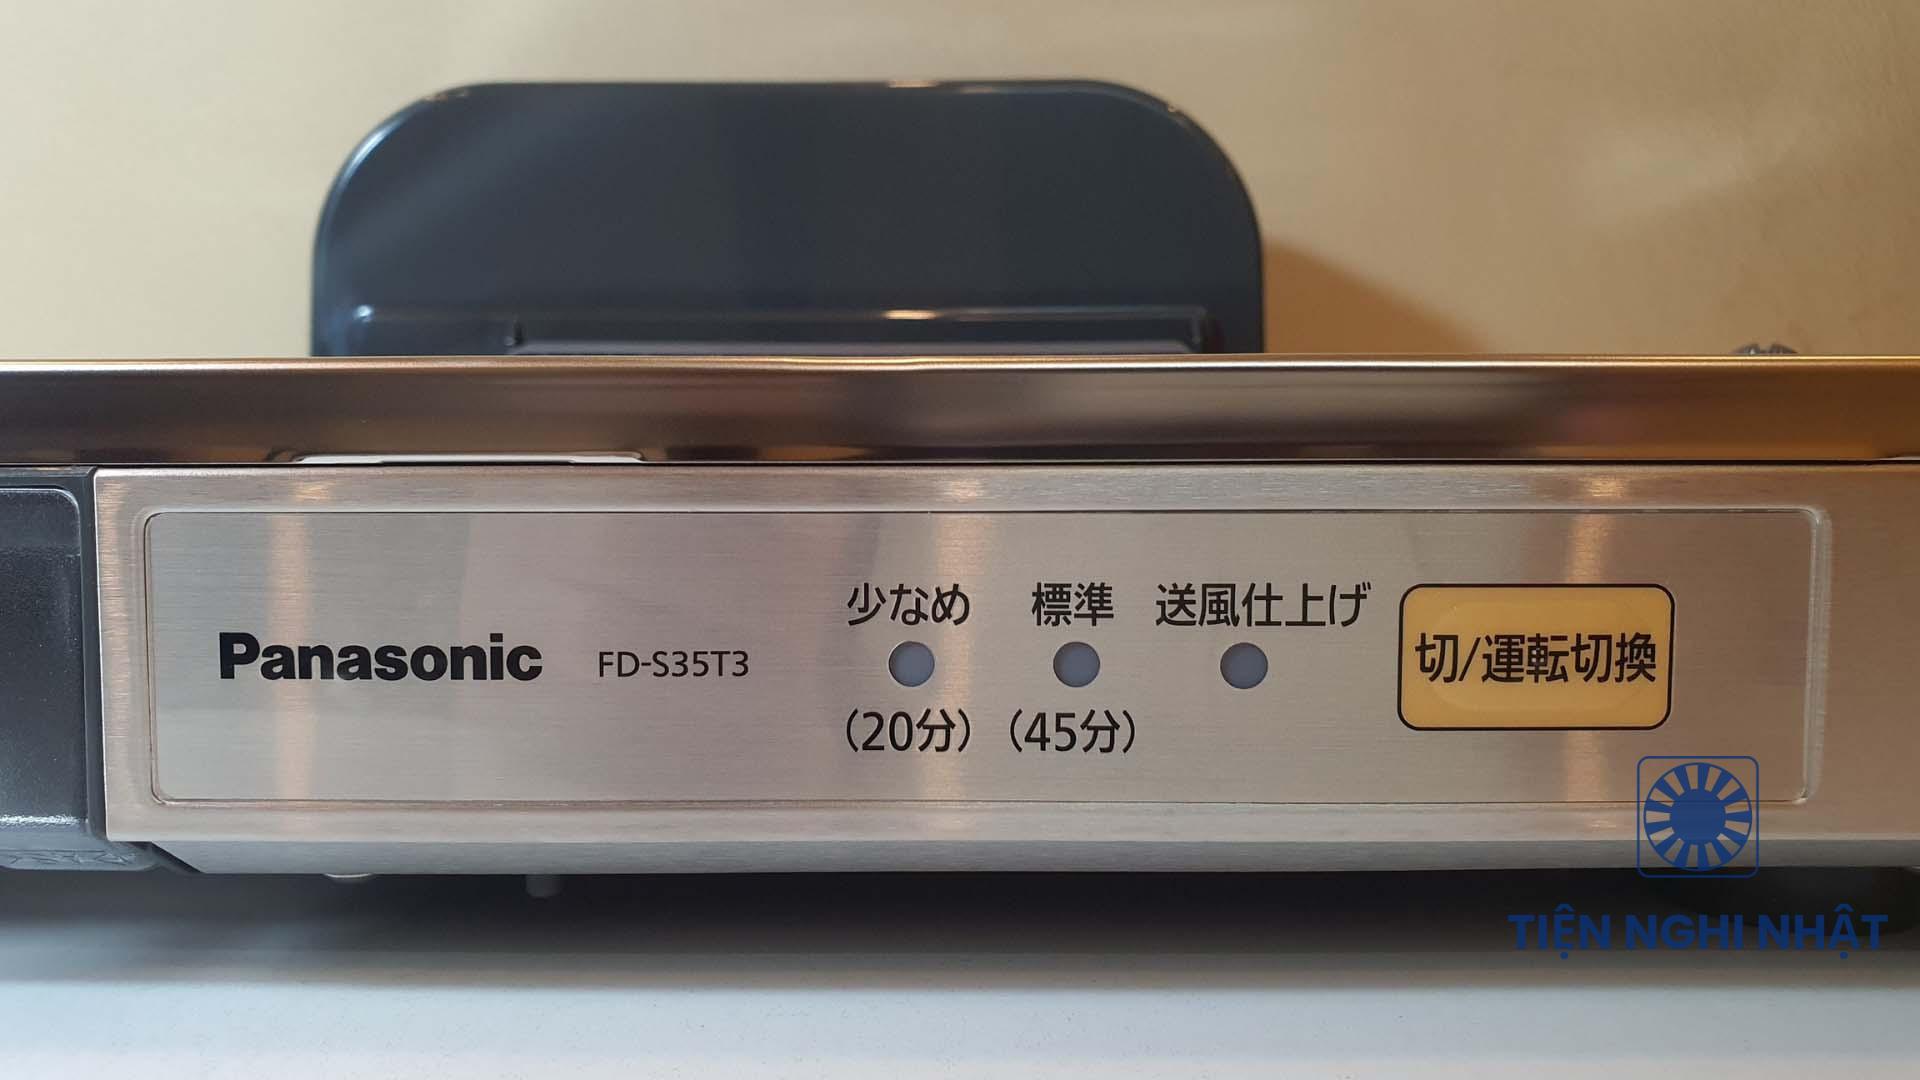 Panasonic FD-S35T3
少なめ 標準 送風仕上げ
(20分) (45分)
切/運転切換
TIỆN NGHI NHẬT